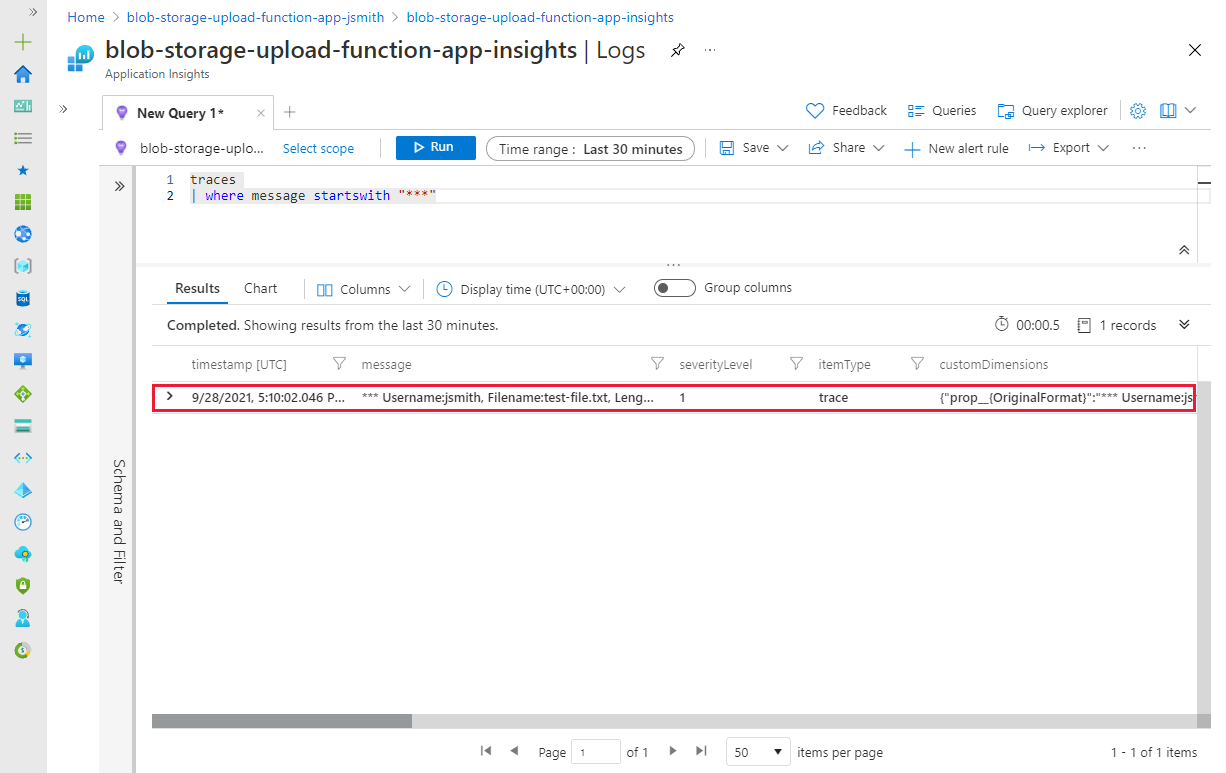 Home > blob-storage-upload-function-app-jsmith > blob-storage-upload-function-app-insights
blob-storage-upload-function-app-insights | Logs
Application Insights
New Query 1*
Feedback Queries Query explorer
blob-storage-uplo... Select scope Run Time range : Last 30 minutes Save Share New alert rule Export
1 traces
2 | where message startswith "***"
Results Chart Columns Display time (UTC+00:00) Group columns
Completed. Showing results from the last 30 minutes. 00:00.5 1 records
timestamp [UTC] message severityLevel itemType customDimensions
9/28/2021, 5:10:02.046 P... *** Username:jsmith, Filename:test-file.txt, Leng... 1 trace {"prop__{OriginalFormat}":"*** Username:js
Schema and Filter
Page 1 of 1 50 items per page 1 - 1 of 1 items